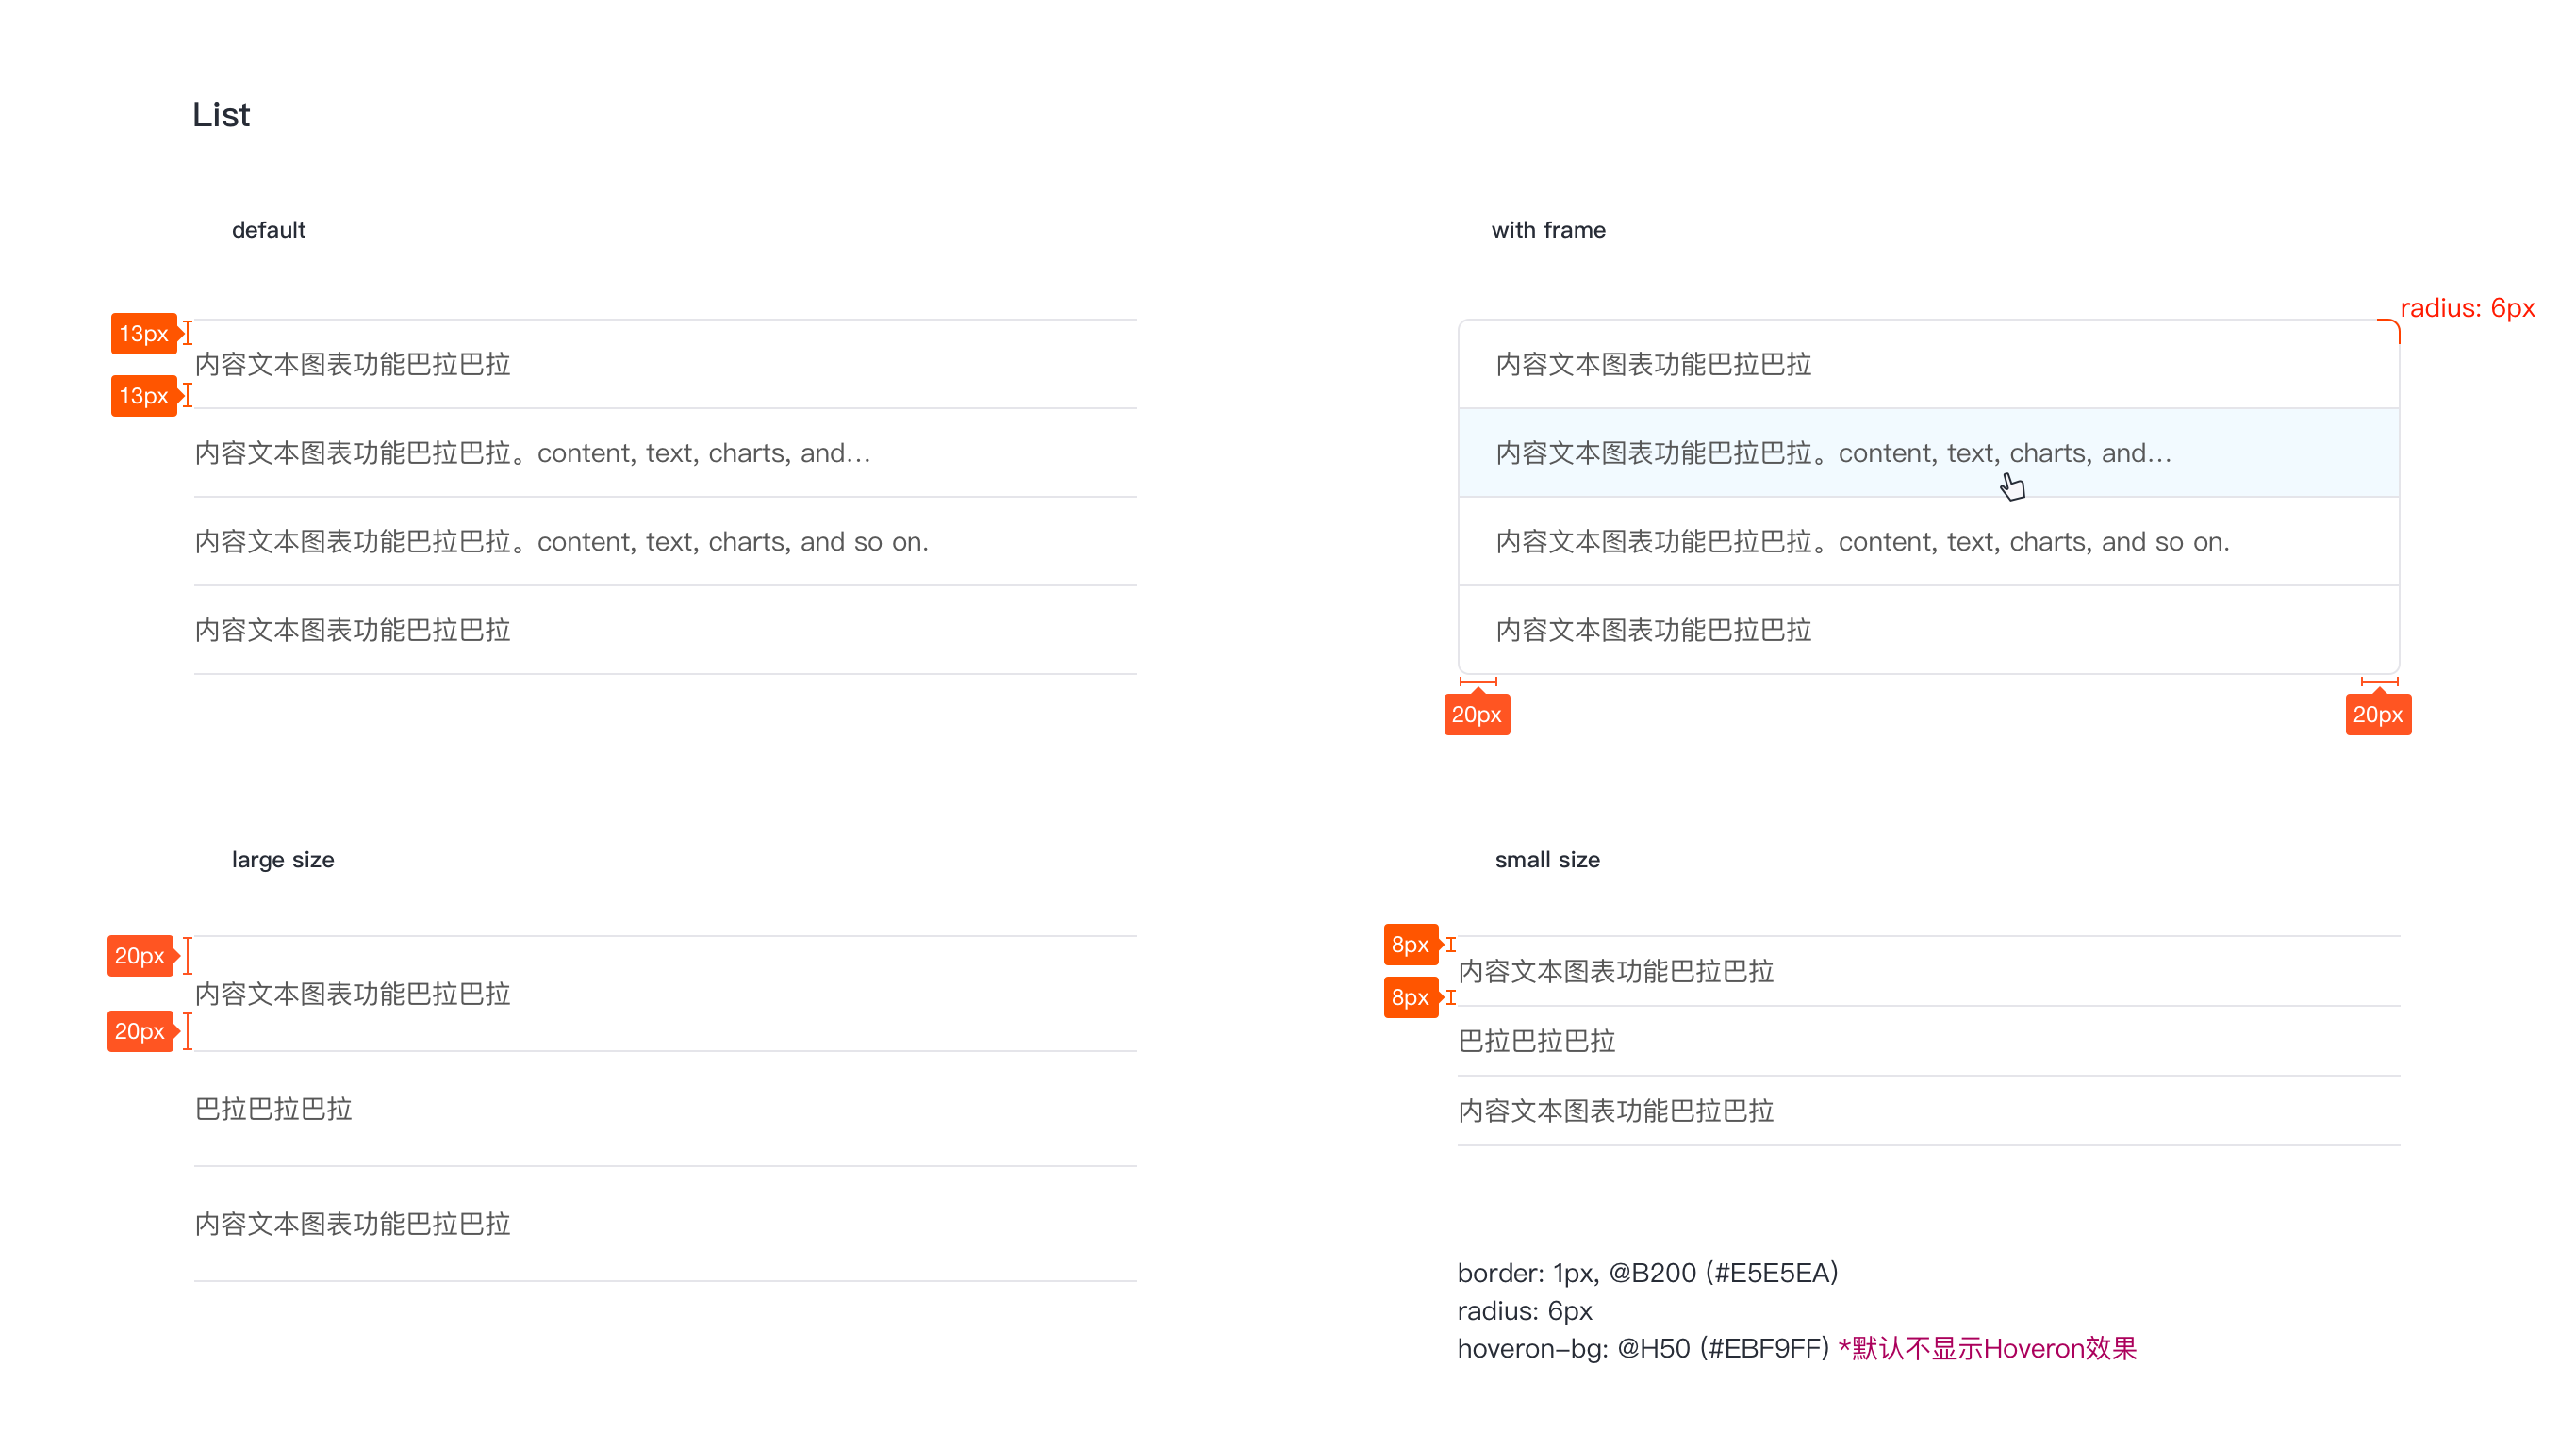 List
default
13px
内容文本图表功能巴拉巴拉
13px
内容文本图表功能巴拉巴拉。content, text, charts, and...
内容文本图表功能巴拉巴拉。content, text, charts, and so on.
内容文本图表功能巴拉巴拉
with frame
radius: 6px
内容文本图表功能巴拉巴拉
内容文本图表功能巴拉巴拉。content, text, charts, and...
内容文本图表功能巴拉巴拉。content, text, charts, and so on.
内容文本图表功能巴拉巴拉
20px
20px
large size
20px
内容文本图表功能巴拉巴拉
20px
巴拉巴拉巴拉
内容文本图表功能巴拉巴拉
small size
8px
内容文本图表功能巴拉巴拉
8px
巴拉巴拉巴拉
内容文本图表功能巴拉巴拉
border: 1px, @B200 (#E5E5EA)
radius: 6px
hoveron-bg: @H50 (#EBF9FF) *默认不显示Hoveron效果